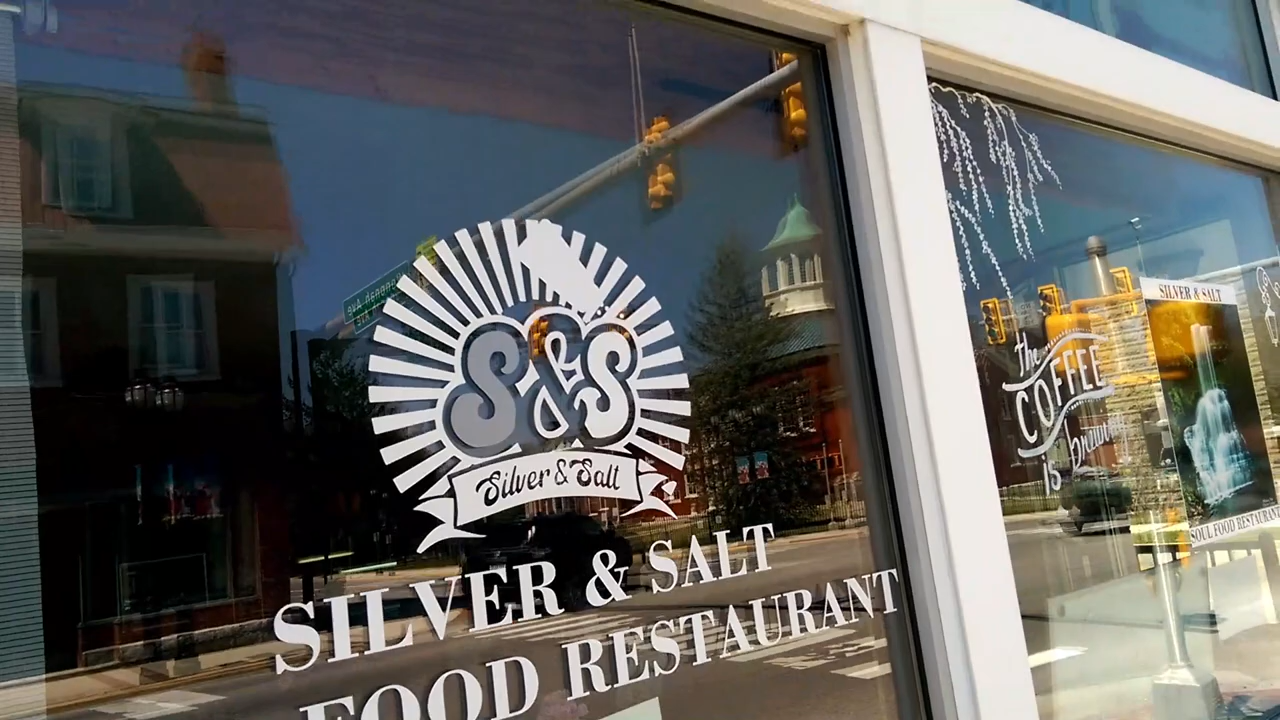 S&S
Silver & Salt
SILVER & SALT
FOOD RESTAURANT
The
COFFEE
is
SILVER & SALT
SOUL FOOD RESTAURANT